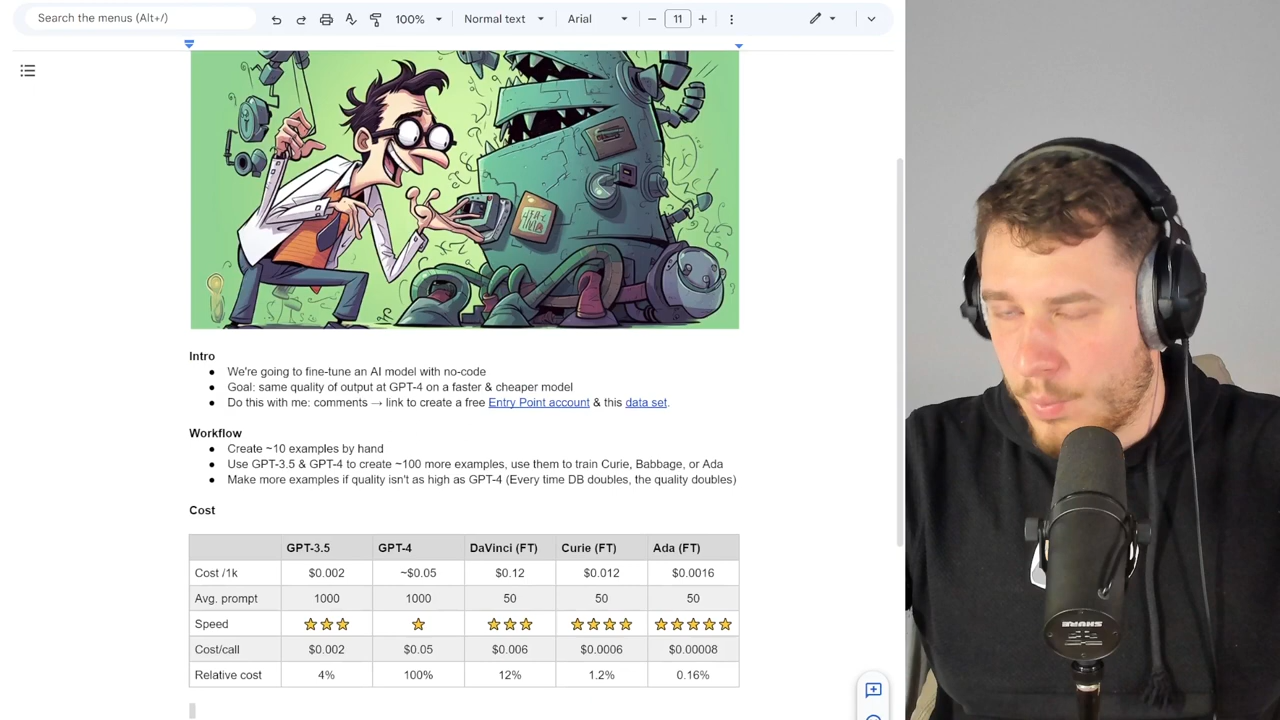 Search the menus (Alt+/)
100%
Normal text
Arial
11
Intro
We're going to fine-tune an AI model with no-code
Goal: same quality of output at GPT-4 on a faster & cheaper model
Do this with me: comments → link to create a free Entry Point account & this data set.
Workflow
Create ~10 examples by hand
Use GPT-3.5 & GPT-4 to create ~100 more examples, use them to train Curie, Babbage, or Ada
Make more examples if quality isn't as high as GPT-4 (Every time DB doubles, the quality doubles)
Cost
GPT-3.5 GPT-4 DaVinci (FT) Curie (FT) Ada (FT)
Cost /1k $0.002 ~$0.05 $0.12 $0.012 $0.0016
Avg. prompt 1000 1000 50 50 50
Speed
Cost/call $0.002 $0.05 $0.006 $0.0006 $0.00008
Relative cost 4% 100% 12% 1.2% 0.16%
SHURE